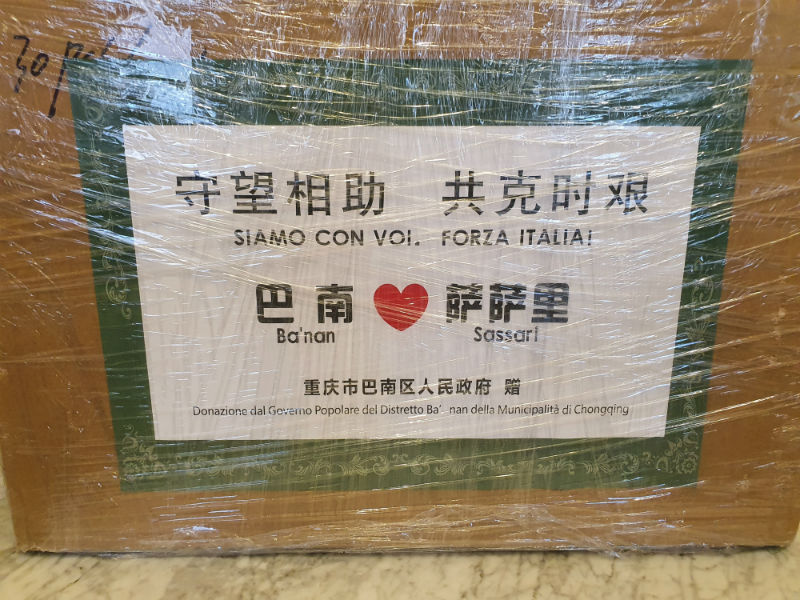 30
守望相助 共克时艰
SIAMO CON VOI. FORZA ITALIA!
巴南 ❤ 萨萨里
Ba'nan Sassari
重庆市巴南区人民政府 赠
Donazione dal Governo Popolare del Distretto Ba'nan della Municipalità di Chongqing